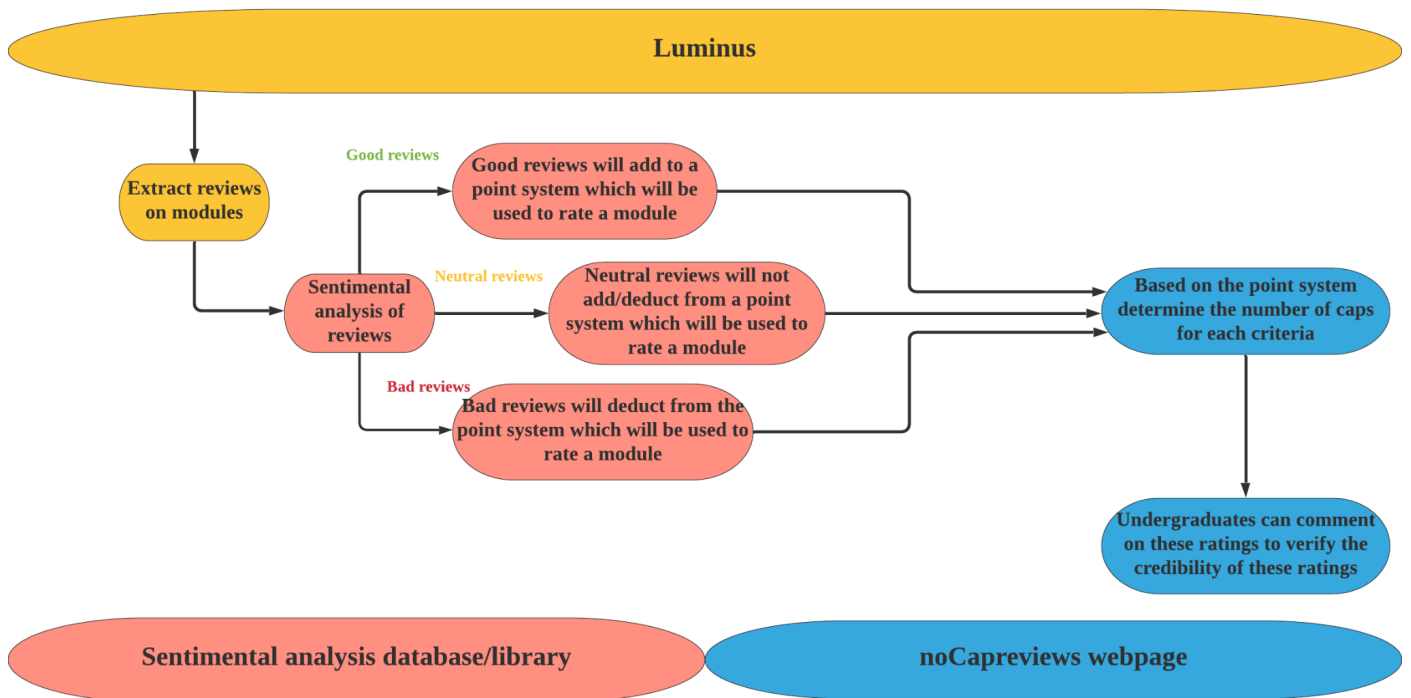 Luminus
Extract reviews
on modules
Good reviews
Good reviews will add to a
point system which will be
used to rate a module
Sentimental
analysis of
reviews
Neutral reviews
Neutral reviews will not
add/deduct from a point
system which will be used to
rate a module
Bad reviews
Bad reviews will deduct from the
point system which will be used to
rate a module
Based on the point system
determine the number of caps
for each criteria
Undergraduates can comment
on these ratings to verify the
credibility of these ratings
Sentimental analysis database/library
noCapreviews webpage